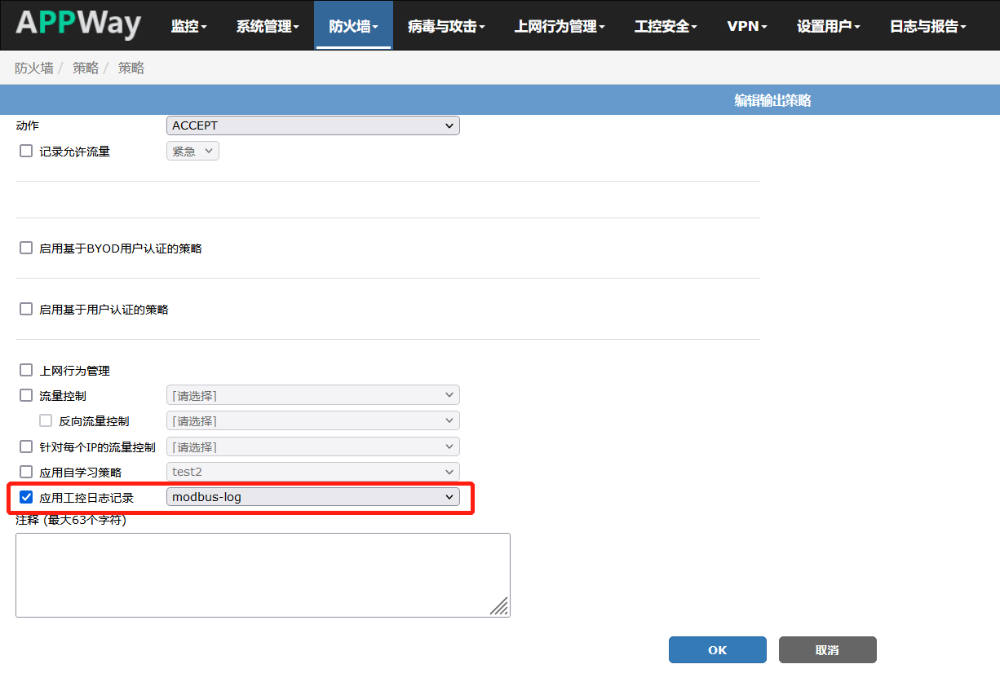 APPWay 监控 系统管理 防火墙 病毒与攻击 上网行为管理 工控安全 VPN 设置用户 日志与报告
防火墙 / 策略 / 策略
编辑输出策略
动作 ACCEPT
记录允许流量 紧急
启用基于BYOD用户认证的策略
启用基于用户认证的策略
上网行为管理
流量控制 [请选择]
反向流量控制 [请选择]
针对每个IP的流量控制 [请选择]
应用自学习策略 test2
应用工控日志记录 modbus-log
注释 (最大63个字符)
OK 取消